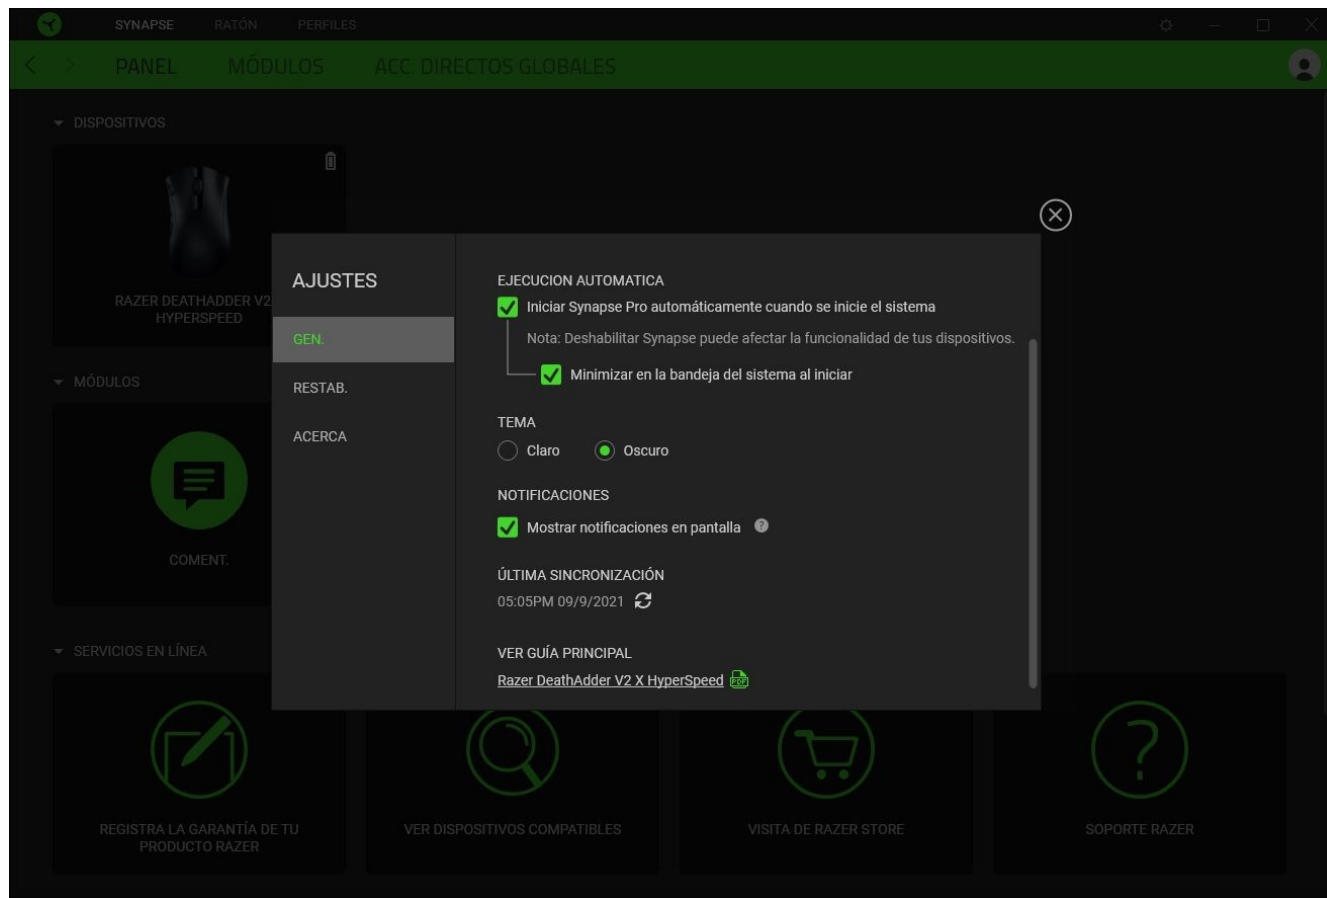 SYNAPSE RATÓN PERFILES
PANEL MÓDULOS ACC. DIRECTOS GLOBALES
DISPOSITIVOS
RAZER DEATHADDER V2
HYPERSPEED
MÓDULOS
COMENT.
SERVICIOS EN LÍNEA
REGISTRA LA GARANTÍA DE TU
PRODUCTO RAZER
VER DISPOSITIVOS COMPATIBLES
VISITA DE RAZER STORE
SOPORTE RAZER
AJUSTES
GEN.
RESTAB.
ACERCA
EJECUCION AUTOMATICA
Iniciar Synapse Pro automáticamente cuando se inicie el sistema
Nota: Deshabilitar Synapse puede afectar la funcionalidad de tus dispositivos.
Minimizar en la bandeja del sistema al iniciar
TEMA
Claro Oscuro
NOTIFICACIONES
Mostrar notificaciones en pantalla ?
ÚLTIMA SINCRONIZACIÓN
05:05PM 09/9/2021
VER GUÍA PRINCIPAL
Razer DeathAdder V2 X HyperSpeed PDF